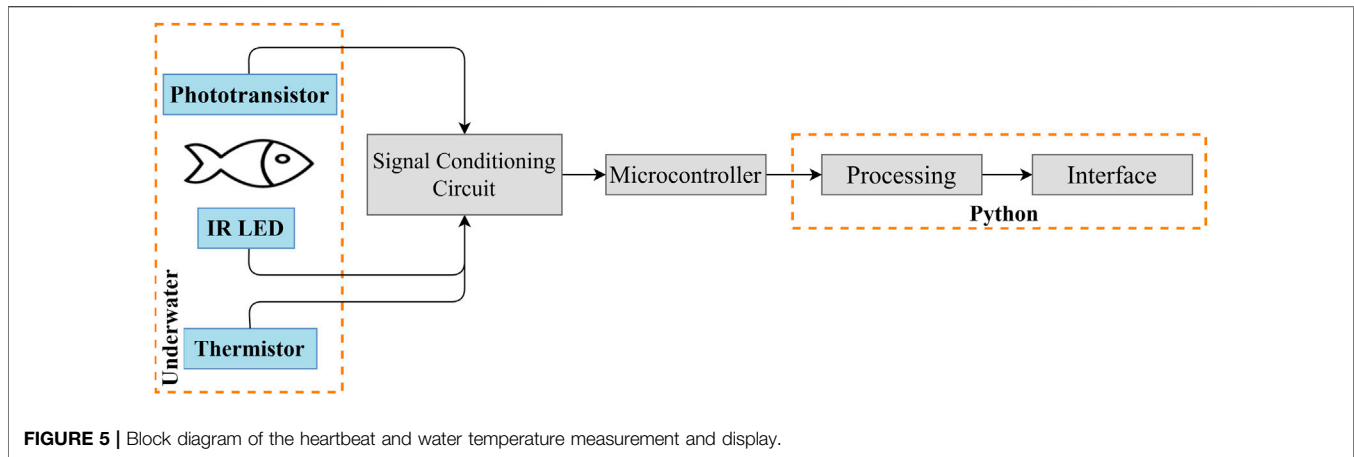 Phototransistor
IR LED
Thermistor
Underwater
Signal Conditioning
Circuit
Microcontroller
Processing
Interface
Python
FIGURE 5 | Block diagram of the heartbeat and water temperature measurement and display.